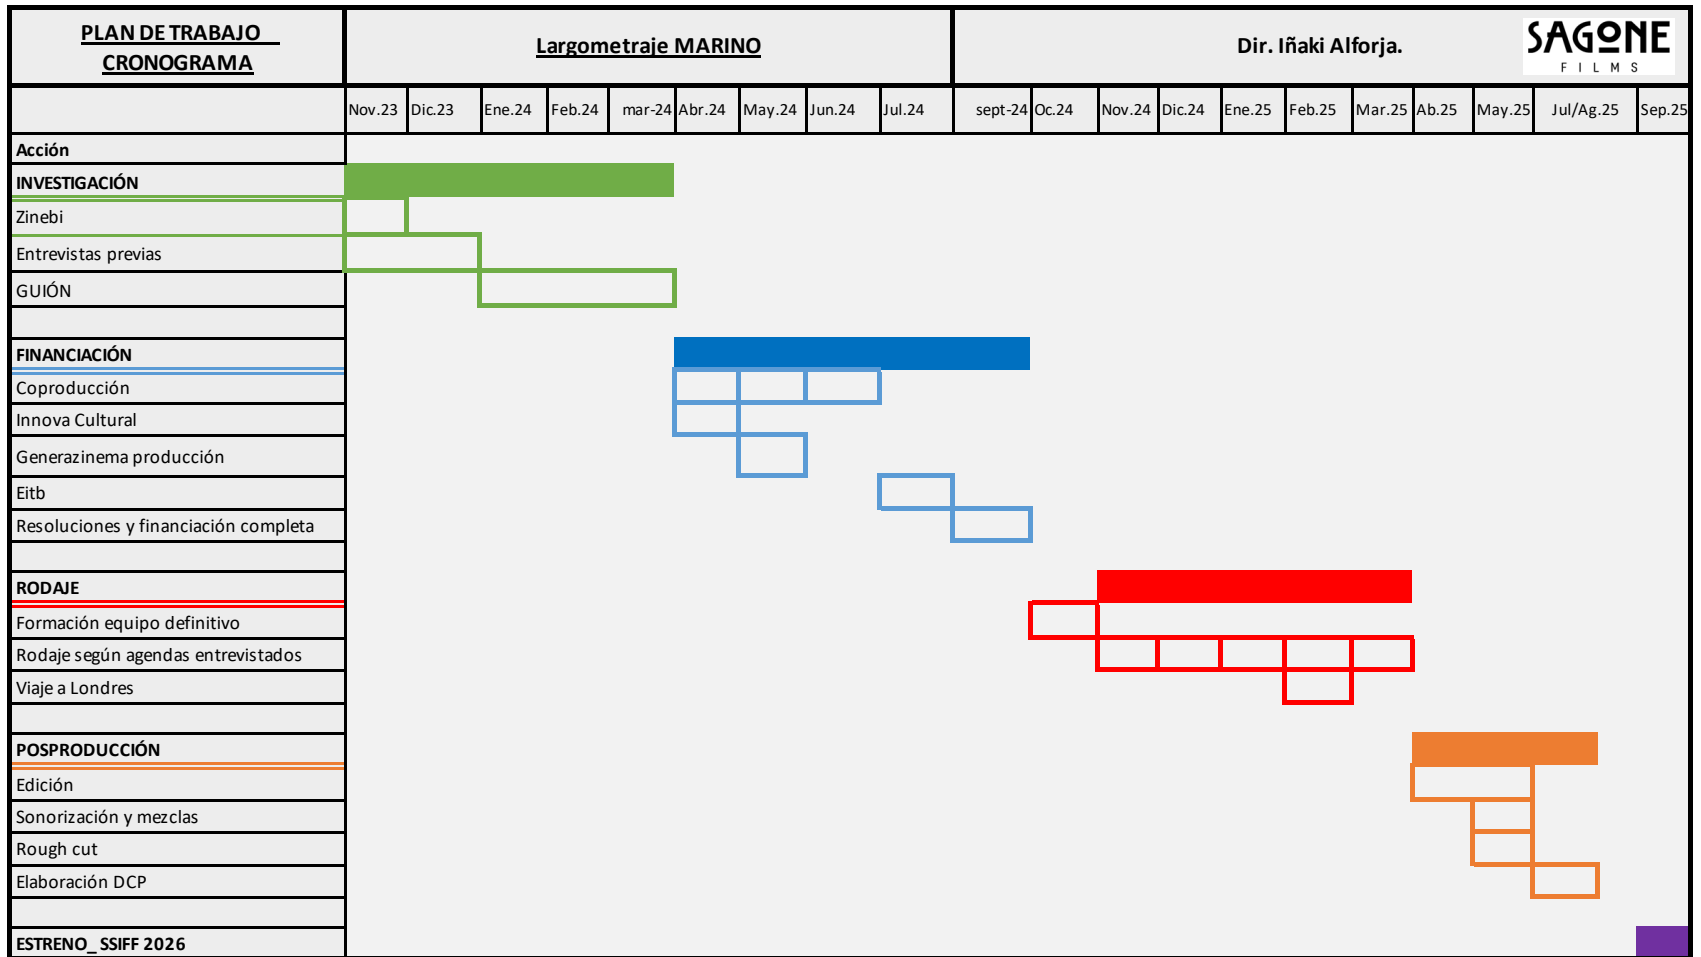 PLAN DE TRABAJO
CRONOGRAMA
Largometraje MARINO
Dir. Iñaki Alforja.
SAGONE
FILMS
Nov.23 Dic.23 Ene.24 Feb.24 mar-24 Abr.24 May.24 Jun.24 Jul.24 sept-24 Oc.24 Nov.24 Dic.24 Ene.25 Feb.25 Mar.25 Ab.25 May.25 Jul/Ag.25 Sep.25
Acción
INVESTIGACIÓN
Zinebi
Entrevistas previas
GUIÓN
FINANCIACIÓN
Coproducción
Innova Cultural
Generazinema producción
Eitb
Resoluciones y financiación completa
RODAJE
Formación equipo definitivo
Rodaje según agendas entrevistados
Viaje a Londres
POSPRODUCCIÓN
Edición
Sonorización y mezclas
Rough cut
Elaboración DCP
ESTRENO_ SSIFF 2026